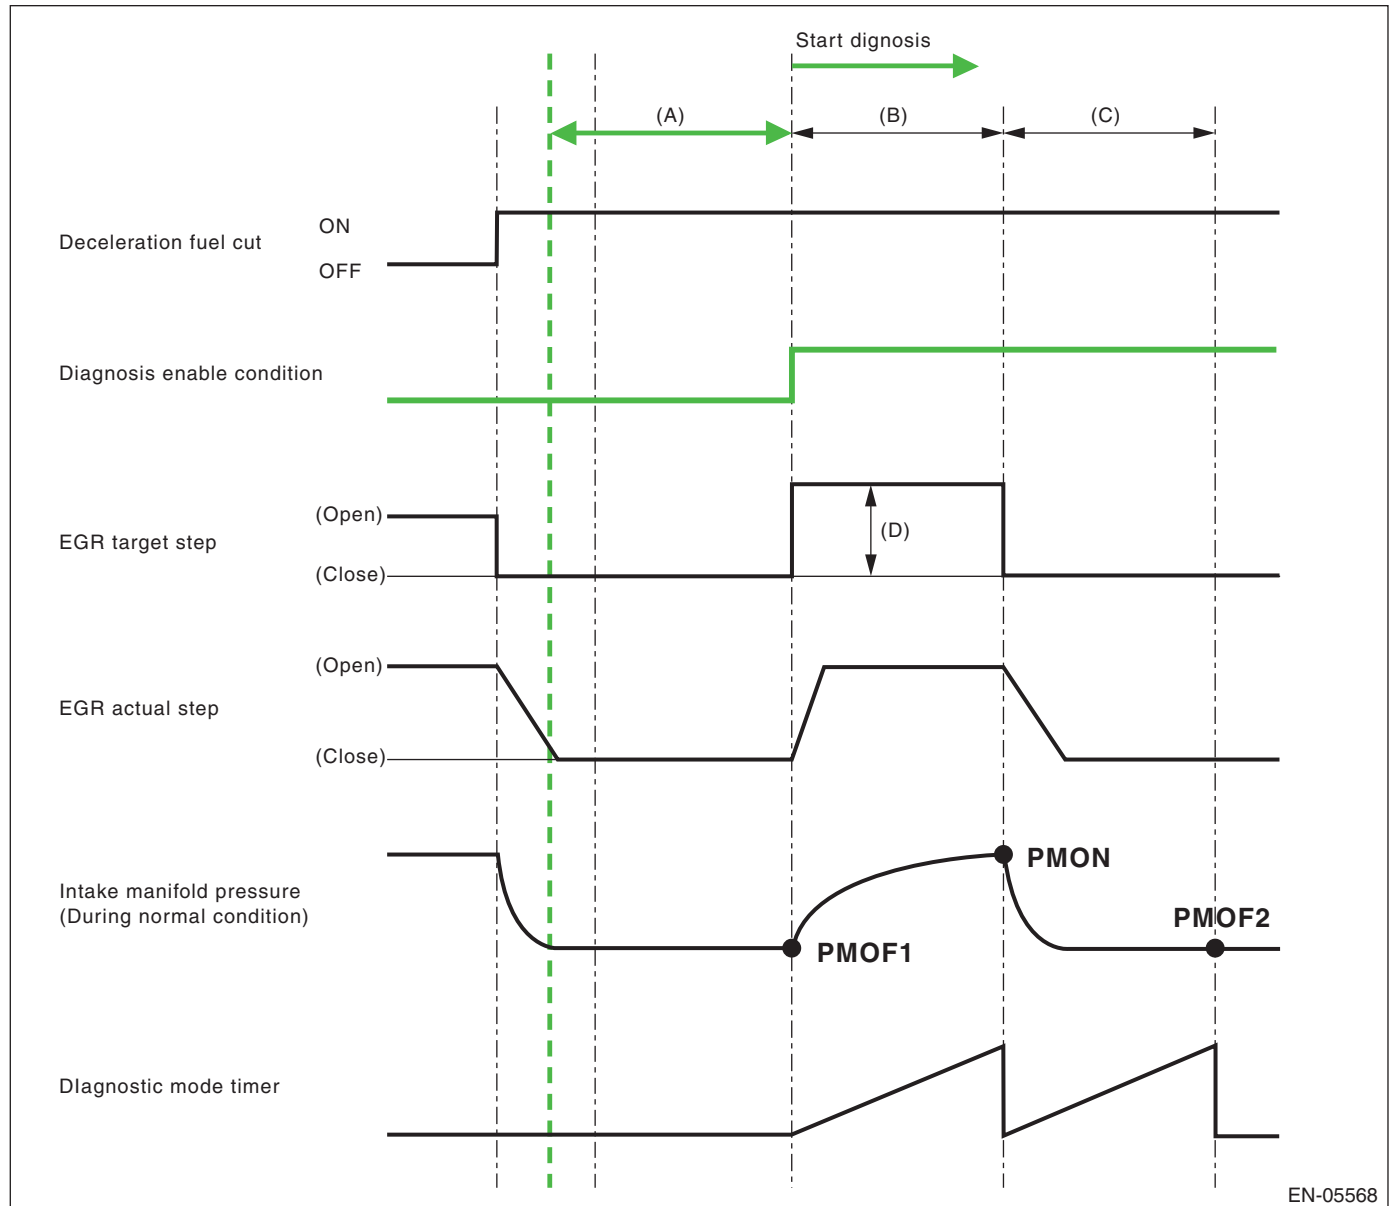 Start dignosis
(A)
(B)
(C)
Deceleration fuel cut
ON
OFF
Diagnosis enable condition
EGR target step
(Open)
(Close)
(D)
EGR actual step
(Open)
(Close)
Intake manifold pressure
(During normal condition)
PMON
PMOF1
PMOF2
DIagnostic mode timer
EN-05568